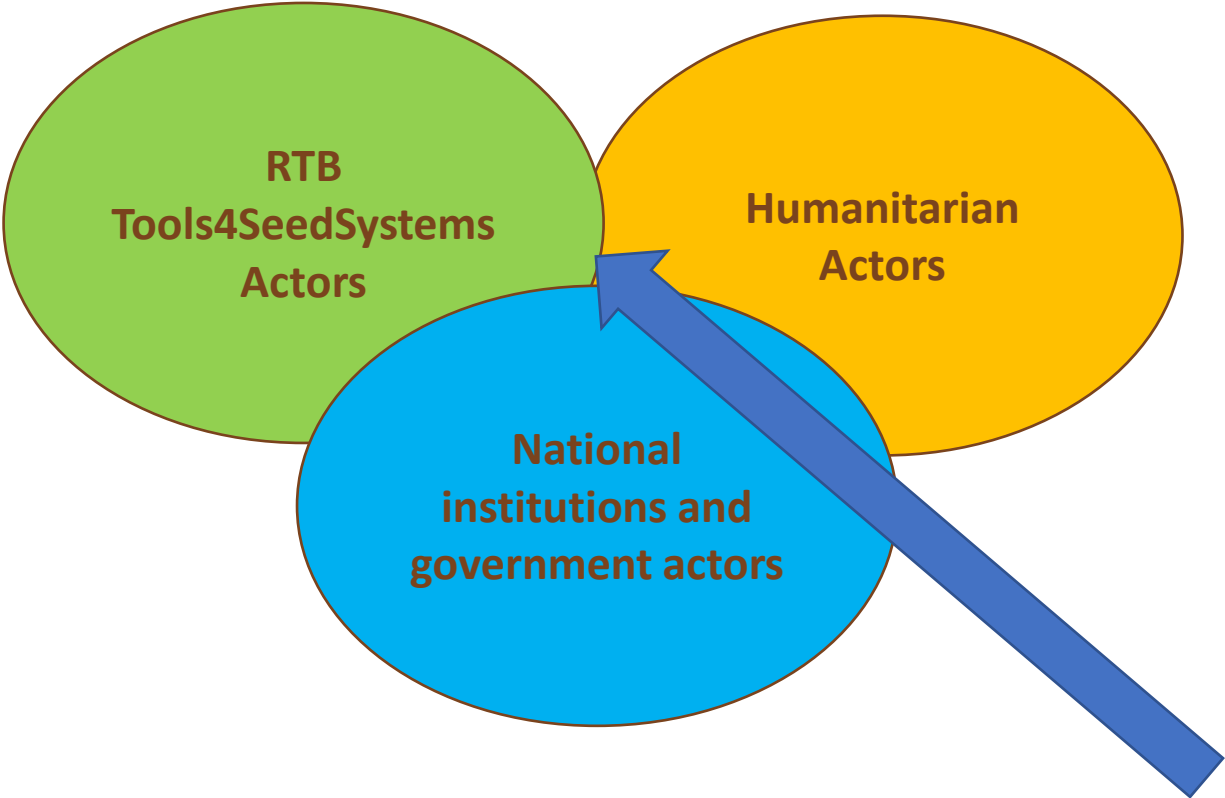 RTB
Tools4SeedSystems
Actors
Humanitarian
Actors
National
institutions and
government actors